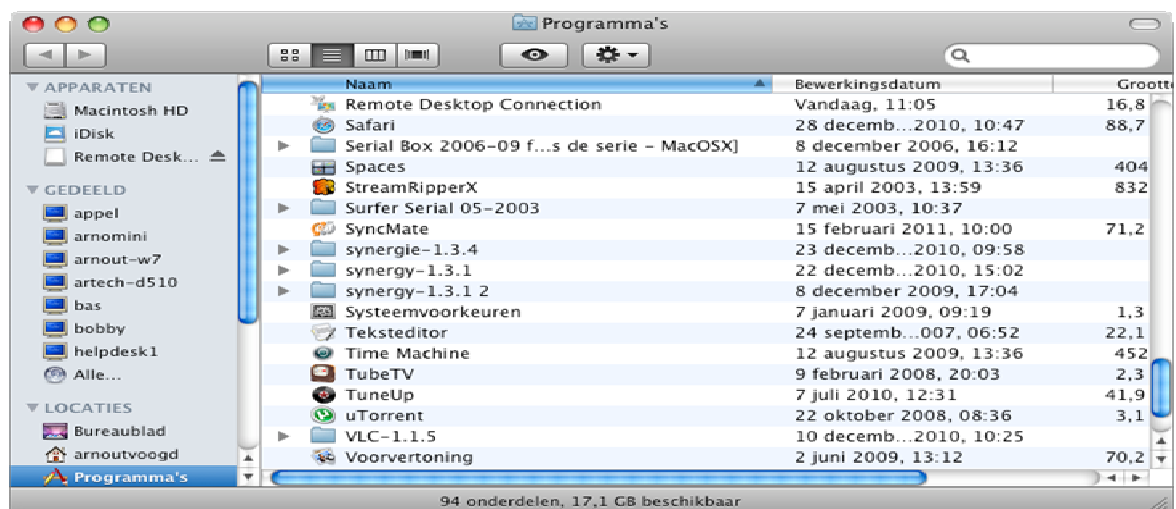 Programma's
Naam Bewerkingsdatum Grootte
APPARATEN
Macintosh HD
iDisk
Remote Desk...
GEDEELD
appel
arnomini
arnout-w7
artech-d510
bas
bobby
helpdesk1
Alle...
LOCATIES
Bureaublad
arnoutvoogd
Programma's
Remote Desktop Connection Vandaag, 11:05 16,8
Safari 28 decemb...2010, 10:47 88,7
Serial Box 2006-09 f...s de serie - MacOSX] 8 december 2006, 16:12
Spaces 12 augustus 2009, 13:36 404
StreamRipperX 15 april 2003, 13:59 832
Surfer Serial 05-2003 7 mei 2003, 10:37
SyncMate 15 februari 2011, 10:00 71,2
synergie-1.3.4 23 decemb...2010, 09:58
synergy-1.3.1 22 decemb...2010, 15:02
synergy-1.3.1 2 8 december 2009, 17:04
Systeemvoorkeuren 7 januari 2009, 09:19 1,3
Teksteditor 24 septemb...007, 06:52 22,1
Time Machine 12 augustus 2009, 13:36 452
TubeTV 9 februari 2008, 20:03 2,3
TuneUp 7 juli 2010, 12:31 41,9
uTorrent 22 oktober 2008, 08:36 3,1
VLC-1.1.5 10 decemb...2010, 10:25
Voorvertoning 2 juni 2009, 13:12 70,2
94 onderdelen, 17,1 GB beschikbaar